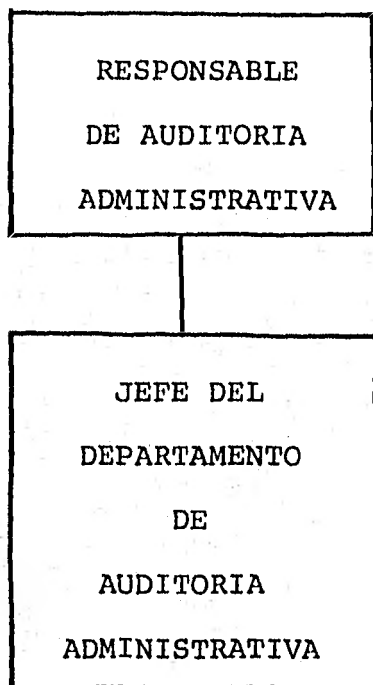 RESPONSABLE
DE AUDITORIA
ADMINISTRATIVA
JEFE DEL
DEPARTAMENTO
DE
AUDITORIA
ADMINISTRATIVA